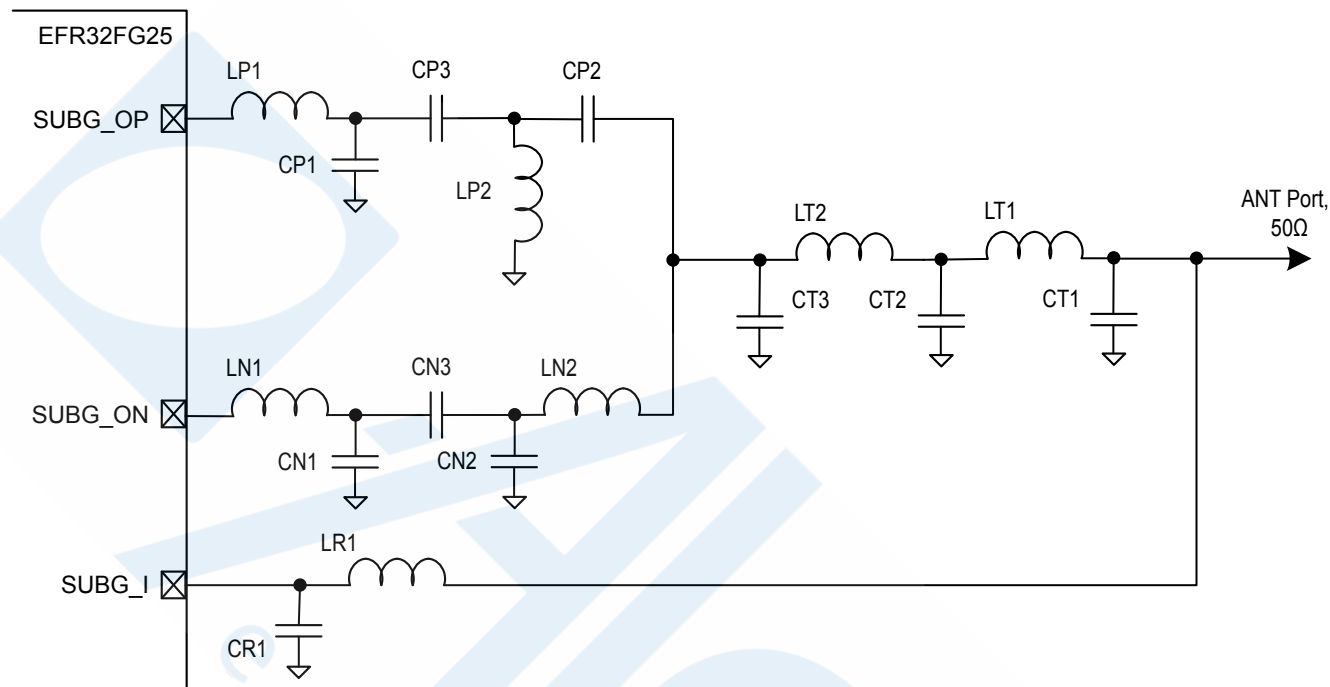 EFR32FG25
LP1
CP3
CP2
SUBG_OP
CP1
LP2
LT2
LT1
ANT Port,
50Ω
CT3
CT2
CT1
LN1
CN3
LN2
SUBG_ON
CN1
CN2
LR1
SUBG_I
CR1
e